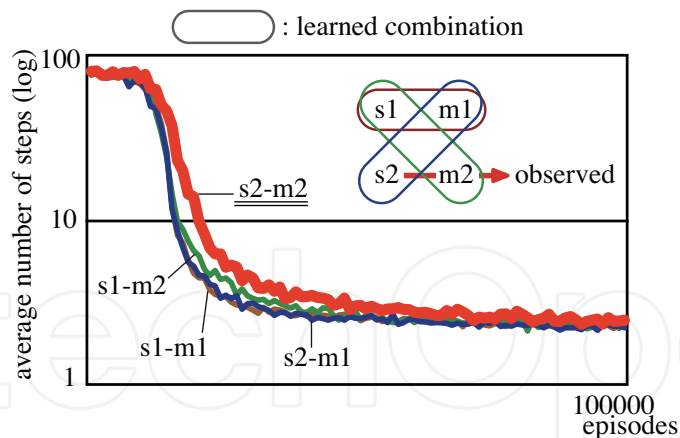 : learned combination
100
average number of steps (log)
s1 m1
s2 m2 observed
s2-m2
10
s1-m2
s1-m1
s2-m1
1
100000
episodes